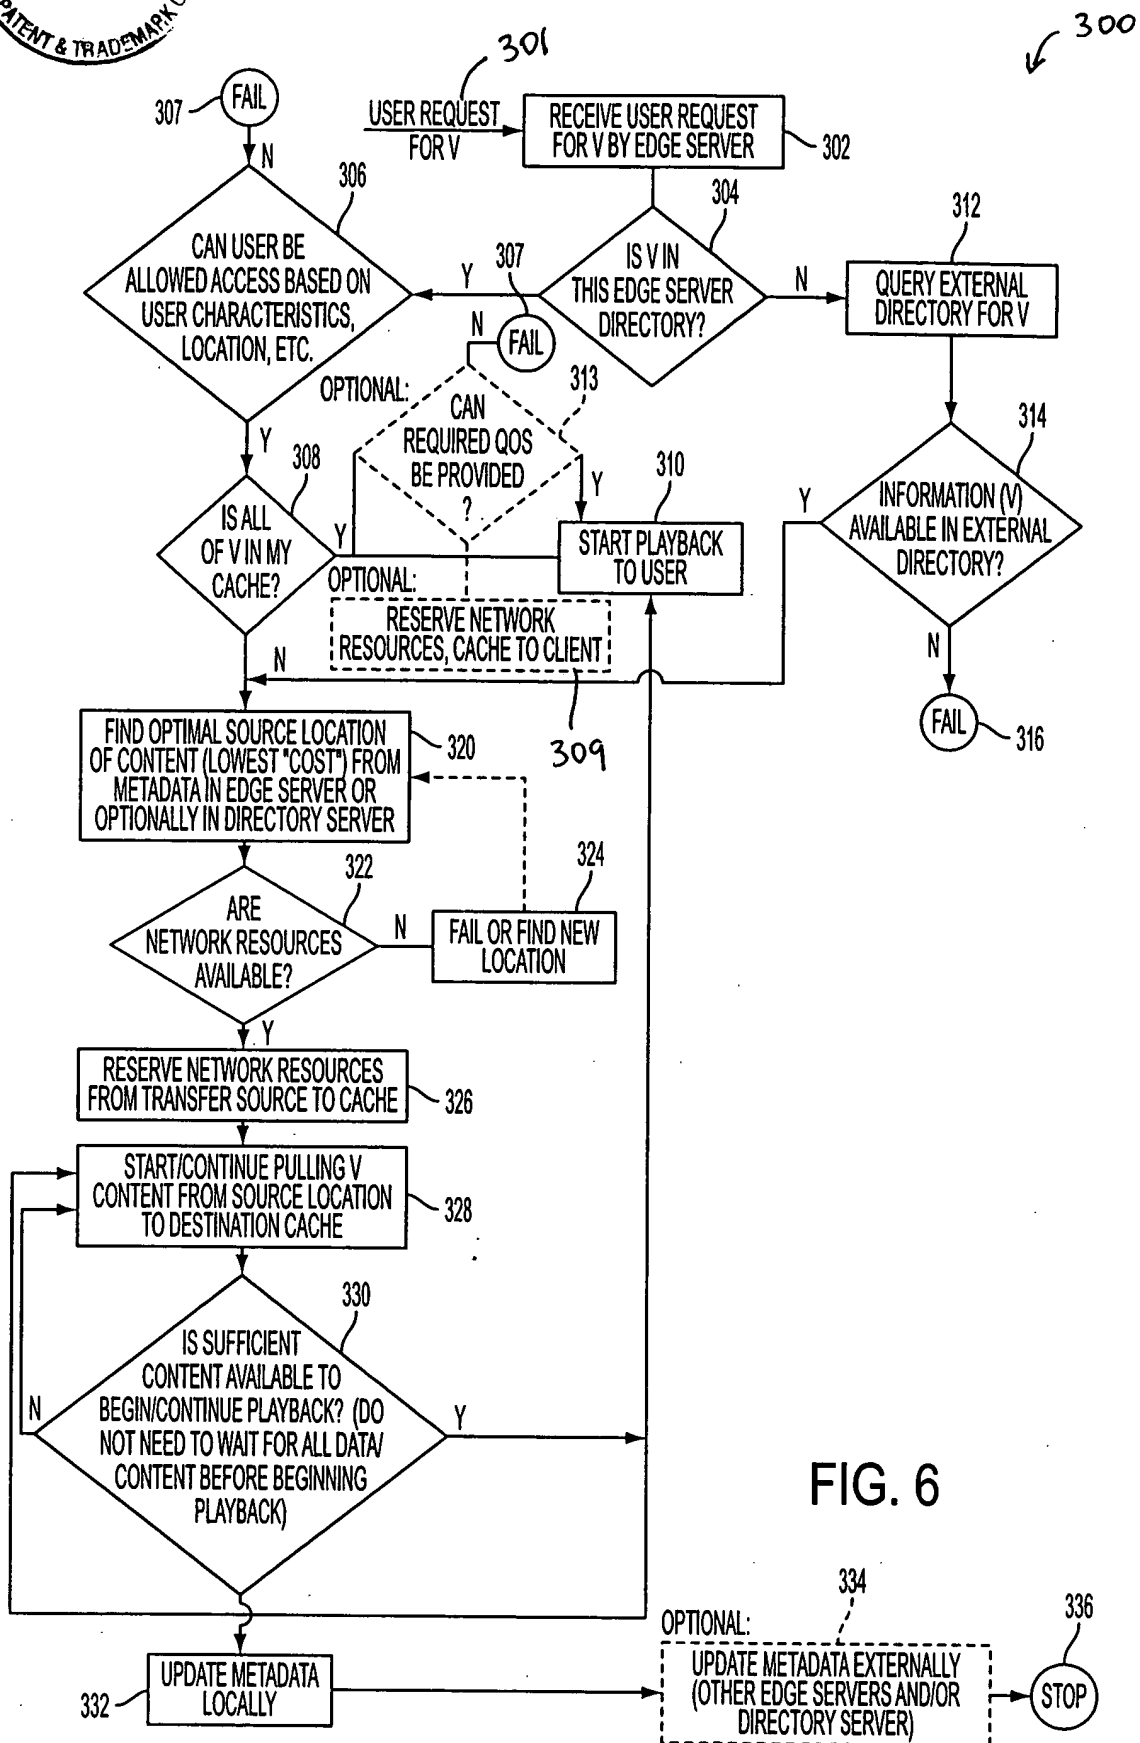 PATENT & TRADEMARK
300
301
307
FAIL
USER REQUEST
FOR V
RECEIVE USER REQUEST
FOR V BY EDGE SERVER
302
N
306
304
312
CAN USER BE
ALLOWED ACCESS BASED ON
USER CHARACTERISTICS,
LOCATION, ETC.
Y
307
IS V IN
THIS EDGE SERVER
DIRECTORY?
N
QUERY EXTERNAL
DIRECTORY FOR V
N
FAIL
OPTIONAL:
313
CAN
REQUIRED QOS
BE PROVIDED
?
314
Y
308
Y
310
IS ALL
OF V IN MY
CACHE?
Y
START PLAYBACK
TO USER
Y
INFORMATION (V)
AVAILABLE IN EXTERNAL
DIRECTORY?
OPTIONAL:
RESERVE NETWORK
RESOURCES, CACHE TO CLIENT
N
309
N
FAIL
316
FIND OPTIMAL SOURCE LOCATION
OF CONTENT (LOWEST "COST") FROM
METADATA IN EDGE SERVER OR
OPTIONALLY IN DIRECTORY SERVER
320
322
324
ARE
NETWORK RESOURCES
AVAILABLE?
N
FAIL OR FIND NEW
LOCATION
Y
RESERVE NETWORK RESOURCES
FROM TRANSFER SOURCE TO CACHE
326
START/CONTINUE PULLING V
CONTENT FROM SOURCE LOCATION
TO DESTINATION CACHE
328
330
IS SUFFICIENT
CONTENT AVAILABLE TO
BEGIN/CONTINUE PLAYBACK? (DO
NOT NEED TO WAIT FOR ALL DATA/
CONTENT BEFORE BEGINNING
PLAYBACK)
N
Y
FIG. 6
334
OPTIONAL:
336
332
UPDATE METADATA
LOCALLY
UPDATE METADATA EXTERNALLY
(OTHER EDGE SERVERS AND/OR
DIRECTORY SERVER)
STOP